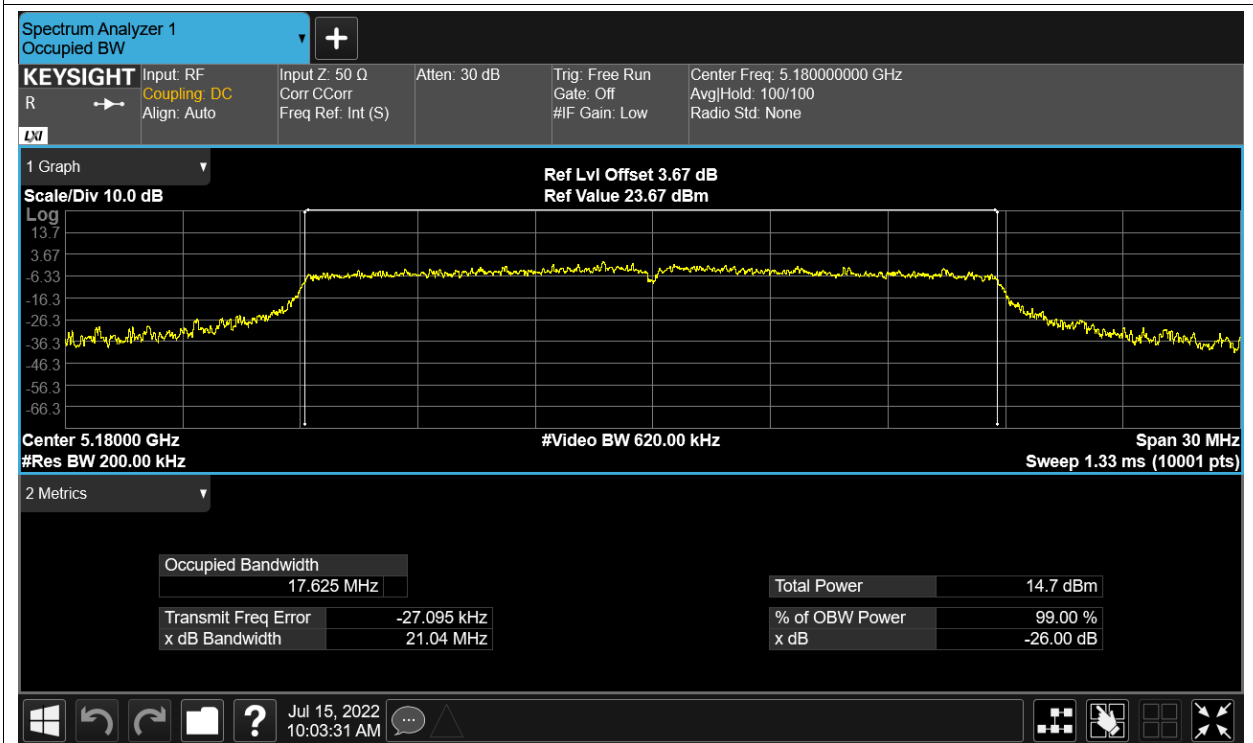 Spectrum Analyzer 1
Occupied BW
KEYSIGHT
R
LXI
Input: RF
Coupling: DC
Align: Auto
Input Z: 50 Ω
Corr CCorr
Freq Ref: Int (S)
Atten: 30 dB
Trig: Free Run
Gate: Off
#IF Gain: Low
Center Freq: 5.180000000 GHz
Avg|Hold: 100/100
Radio Std: None
1 Graph
Scale/Div 10.0 dB
Ref Lvl Offset 3.67 dB
Ref Value 23.67 dBm
Log
13.7
3.67
-6.33
-16.3
-26.3
-36.3
-46.3
-56.3
-66.3
Center 5.18000 GHz
#Res BW 200.00 kHz
#Video BW 620.00 kHz
Span 30 MHz
Sweep 1.33 ms (10001 pts)
2 Metrics
Occupied Bandwidth
17.625 MHz
Transmit Freq Error -27.095 kHz
x dB Bandwidth 21.04 MHz
Total Power 14.7 dBm
% of OBW Power 99.00 %
x dB -26.00 dB
?
Jul 15, 2022
10:03:31 AM